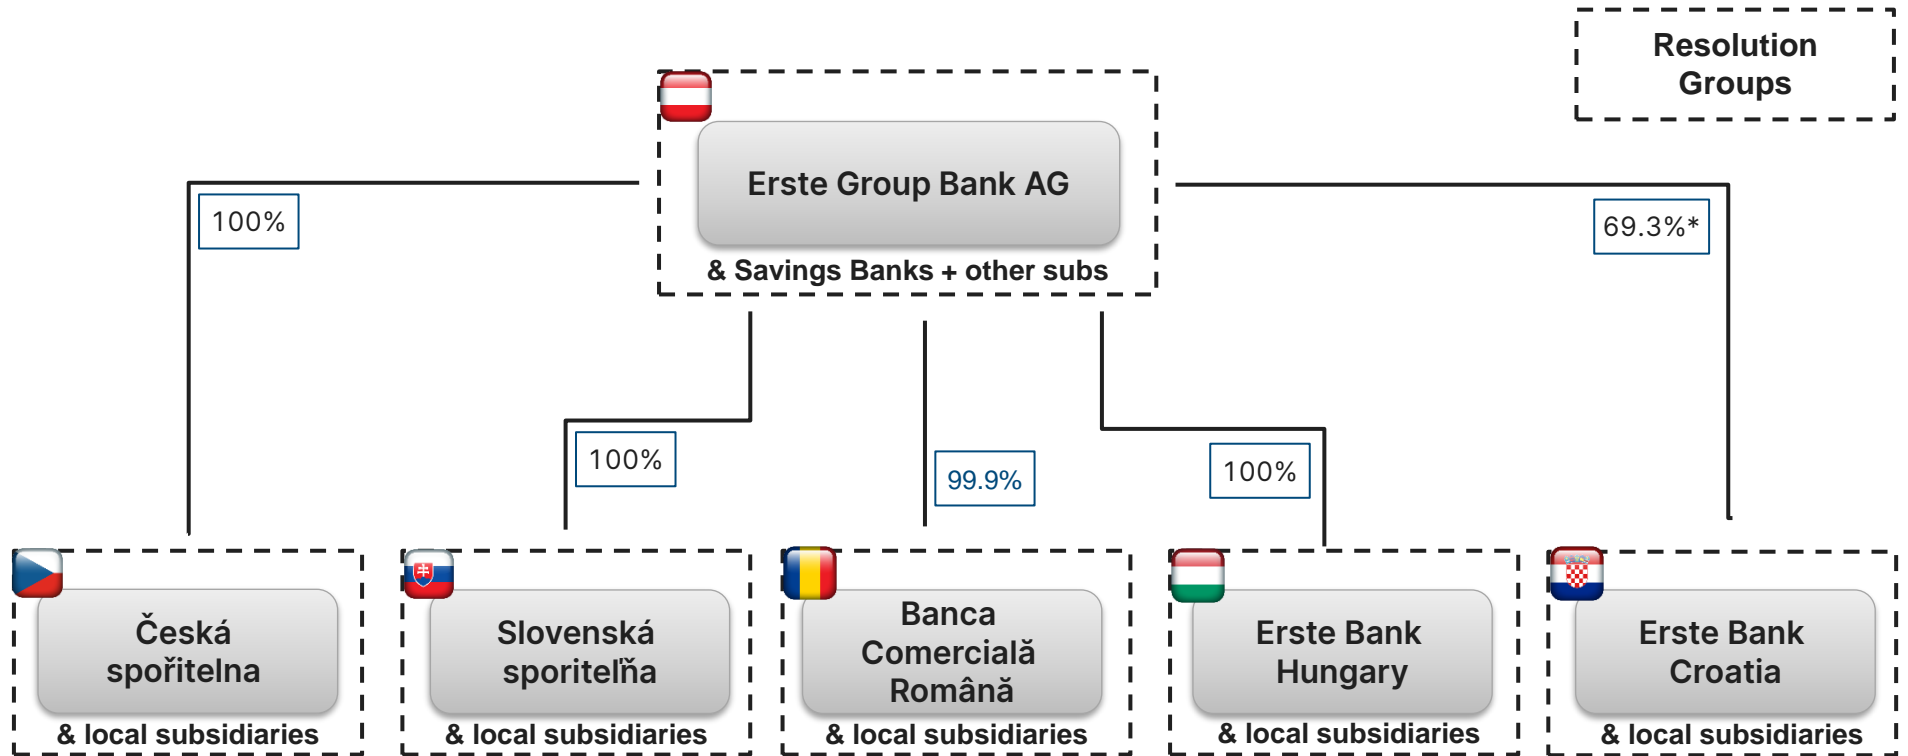 Resolution
Groups
Erste Group Bank AG
& Savings Banks + other subs
100%
69.3%*
100%
99.9%
100%
Česká
spořitelna
& local subsidiaries
Slovenská
sporiteľňa
& local subsidiaries
Banca
Comercială
Română
& local subsidiaries
Erste Bank
Hungary
& local subsidiaries
Erste Bank
Croatia
& local subsidiaries